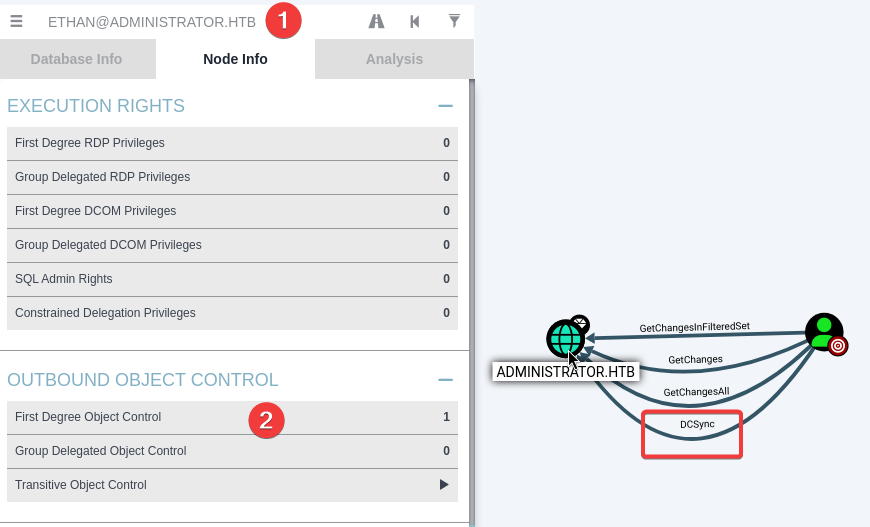 ETHAN@ADMINISTRATOR.HTB 1
Database Info Node Info Analysis
EXECUTION RIGHTS
First Degree RDP Privileges 0
Group Delegated RDP Privileges 0
First Degree DCOM Privileges 0
Group Delegated DCOM Privileges 0
SQL Admin Rights 0
Constrained Delegation Privileges 0
OUTBOUND OBJECT CONTROL
First Degree Object Control 2 1
Group Delegated Object Control 0
Transitive Object Control
GetChangesInFilteredSet
GetChanges
ADMINISTRATOR.HTB
GetChangesAll
DCSync